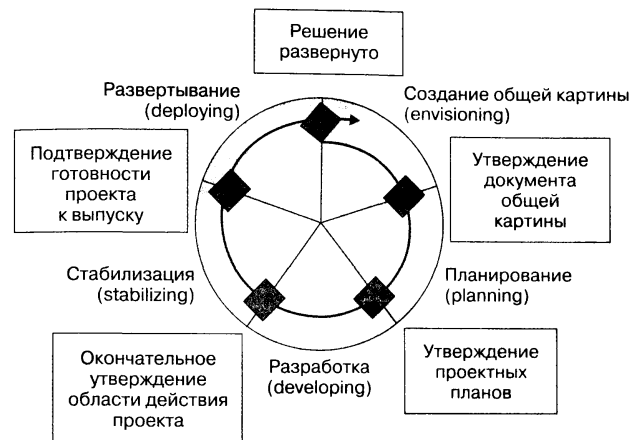 Решение
развернуто
Развертывание
(deploying)
Создание общей картины
(envisioning)
Подтверждение
готовности
проекта
к выпуску
Утверждение
документа
общей
картины
Стабилизация
(stabilizing)
Планирование
(planning)
Окончательное
утверждение
области действия
проекта
Разработка
(developing)
Утверждение
проектных
планов